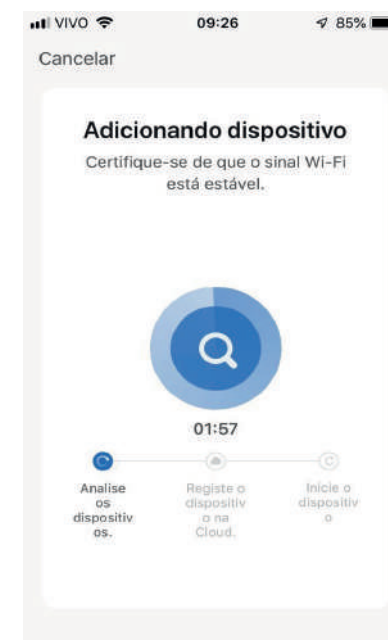 VIVO 09:26 85%
Cancelar
Adicionando dispositivo
Certifique-se de que o sinal Wi-Fi
está estável.
01:57
Analise
os
dispositiv
os.
Registe o
dispositiv
o na
Cloud.
Inicie o
dispositiv
o